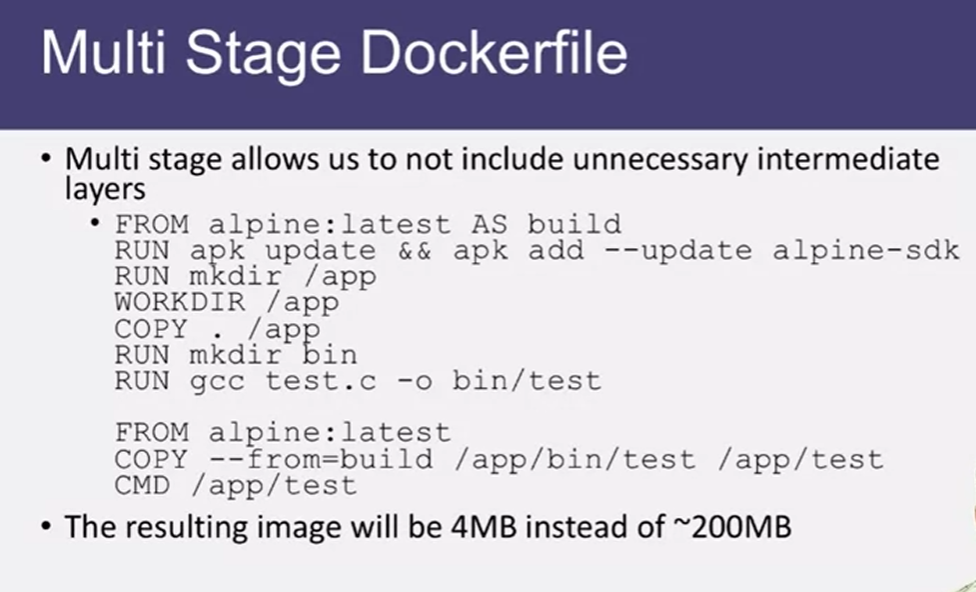 Multi Stage Dockerfile
• Multi stage allows us to not include unnecessary intermediate
layers
• FROM alpine:latest AS build
RUN apk update && apk add --update alpine-sdk
RUN mkdir /app
WORKDIR /app
COPY . /app
RUN mkdir bin
RUN gcc test.c -o bin/test
FROM alpine:latest
COPY --from=build /app/bin/test /app/test
CMD /app/test
• The resulting image will be 4MB instead of ~200MB